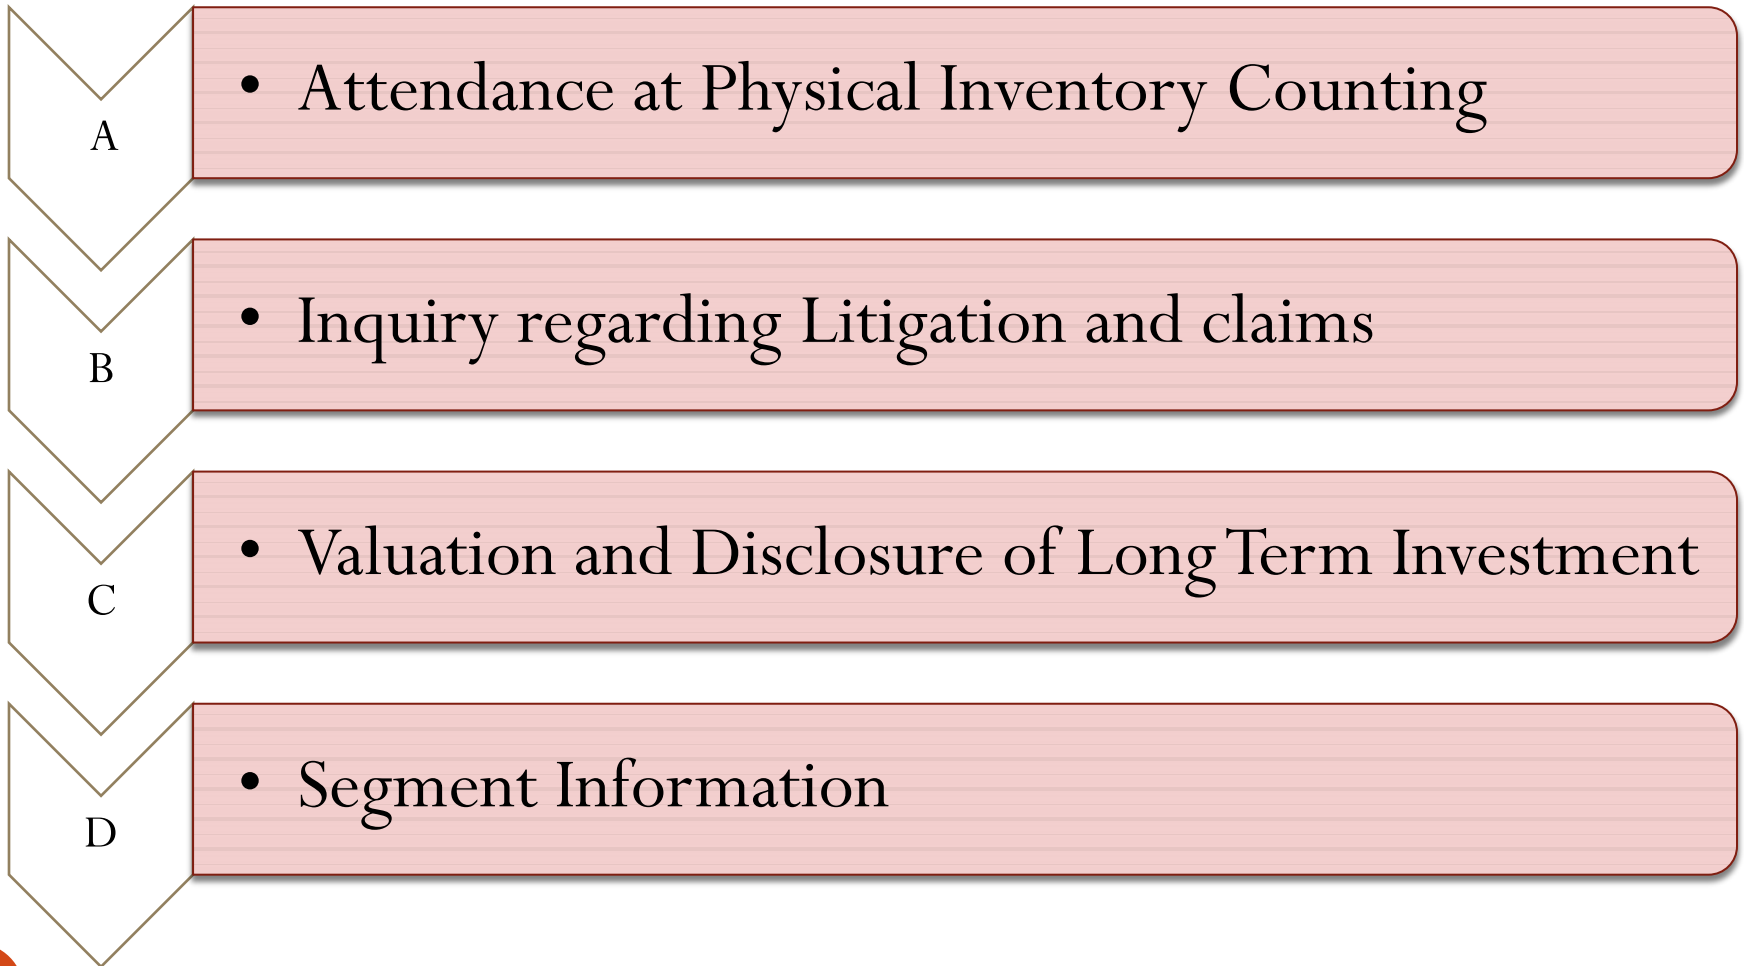 A
• Attendance at Physical Inventory Counting
B
• Inquiry regarding Litigation and claims
C
• Valuation and Disclosure of Long Term Investment
D
• Segment Information